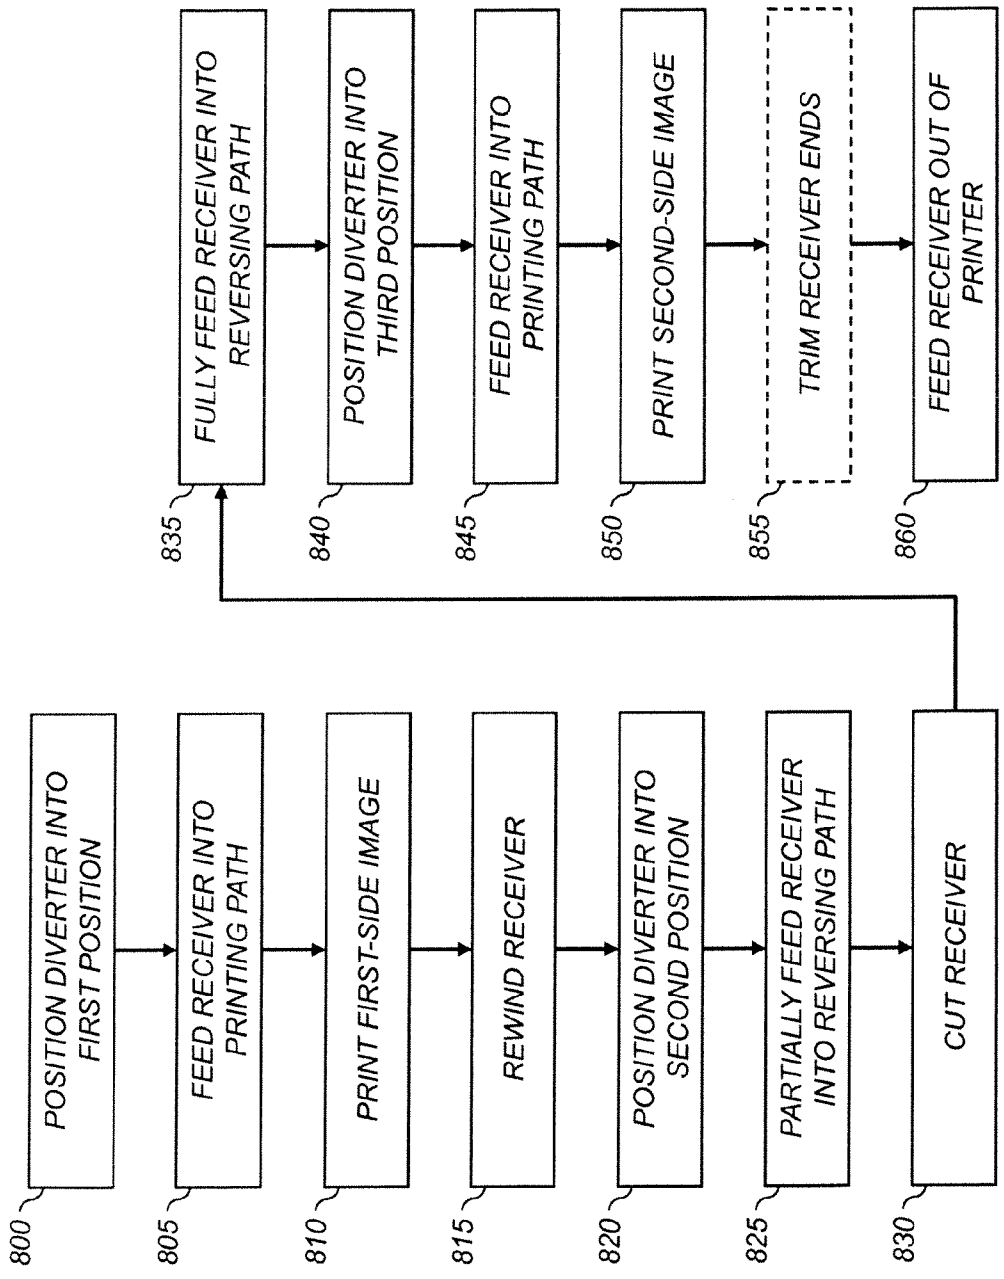 800
POSITION DIVERTER INTO
FIRST POSITION
805
FEED RECEIVER INTO
PRINTING PATH
810
PRINT FIRST-SIDE IMAGE
815
REWIND RECEIVER
820
POSITION DIVERTER INTO
SECOND POSITION
825
PARTIALLY FEED RECEIVER
INTO REVERSING PATH
830
CUT RECEIVER
835
FULLY FEED RECEIVER INTO
REVERSING PATH
840
POSITION DIVERTER INTO
THIRD POSITION
845
FEED RECEIVER INTO
PRINTING PATH
850
PRINT SECOND-SIDE IMAGE
855
TRIM RECEIVER ENDS
860
FEED RECEIVER OUT OF
PRINTER